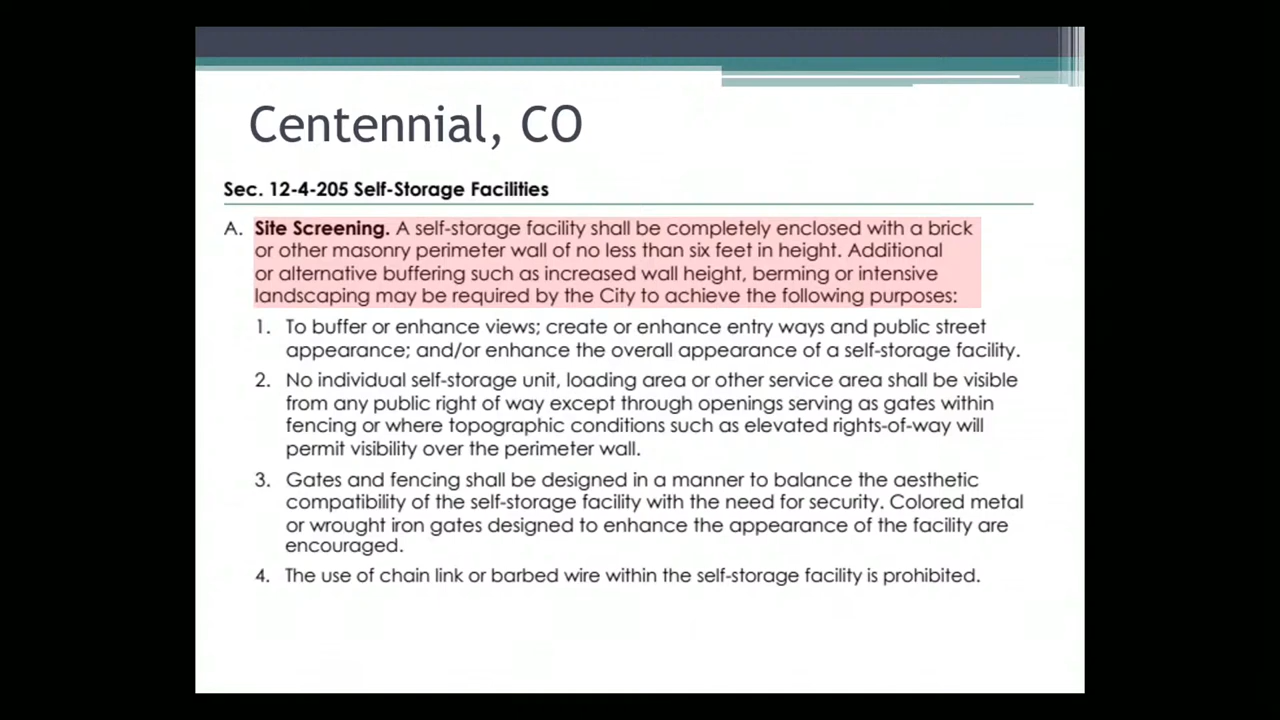 Centennial, CO
Sec. 12-4-205 Self-Storage Facilities
A. Site Screening. A self-storage facility shall be completely enclosed with a brick
or other masonry perimeter wall of no less than six feet in height. Additional
or alternative buffering such as increased wall height, berming or intensive
landscaping may be required by the City to achieve the following purposes:
1. To buffer or enhance views; create or enhance entry ways and public street
appearance; and/or enhance the overall appearance of a self-storage facility.
2. No individual self-storage unit, loading area or other service area shall be visible
from any public right of way except through openings serving as gates within
fencing or where topographic conditions such as elevated rights-of-way will
permit visibility over the perimeter wall.
3. Gates and fencing shall be designed in a manner to balance the aesthetic
compatibility of the self-storage facility with the need for security. Colored metal
or wrought iron gates designed to enhance the appearance of the facility are
encouraged.
4. The use of chain link or barbed wire within the self-storage facility is prohibited.